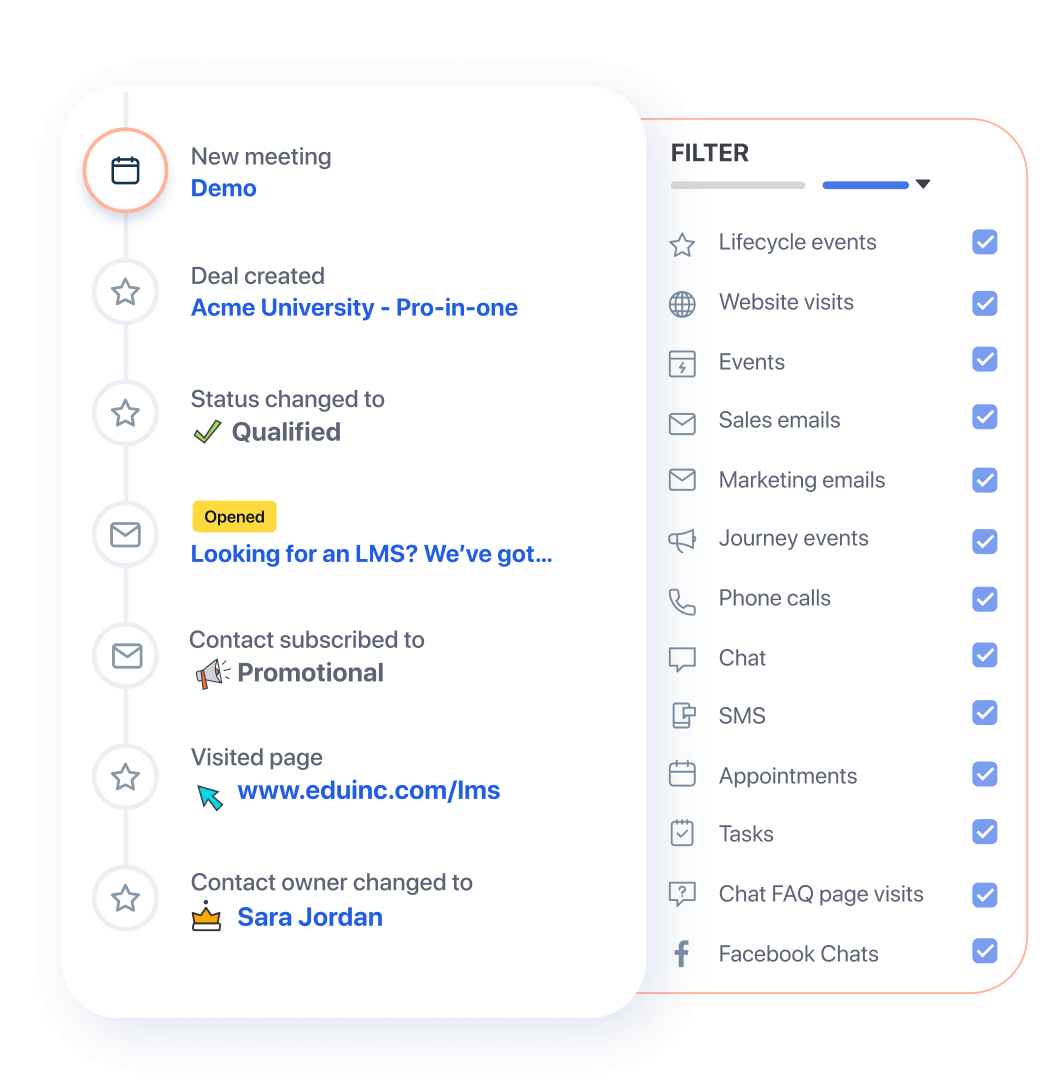 New meeting
Demo
Deal created
Acme University - Pro-in-one
Status changed to
Qualified
Opened
Looking for an LMS? We’ve got...
Contact subscribed to
Promotional
Visited page
www.eduinc.com/lms
Contact owner changed to
Sara Jordan
FILTER
Lifecycle events
Website visits
Events
Sales emails
Marketing emails
Journey events
Phone calls
Chat
SMS
Appointments
Tasks
Chat FAQ page visits
Facebook Chats